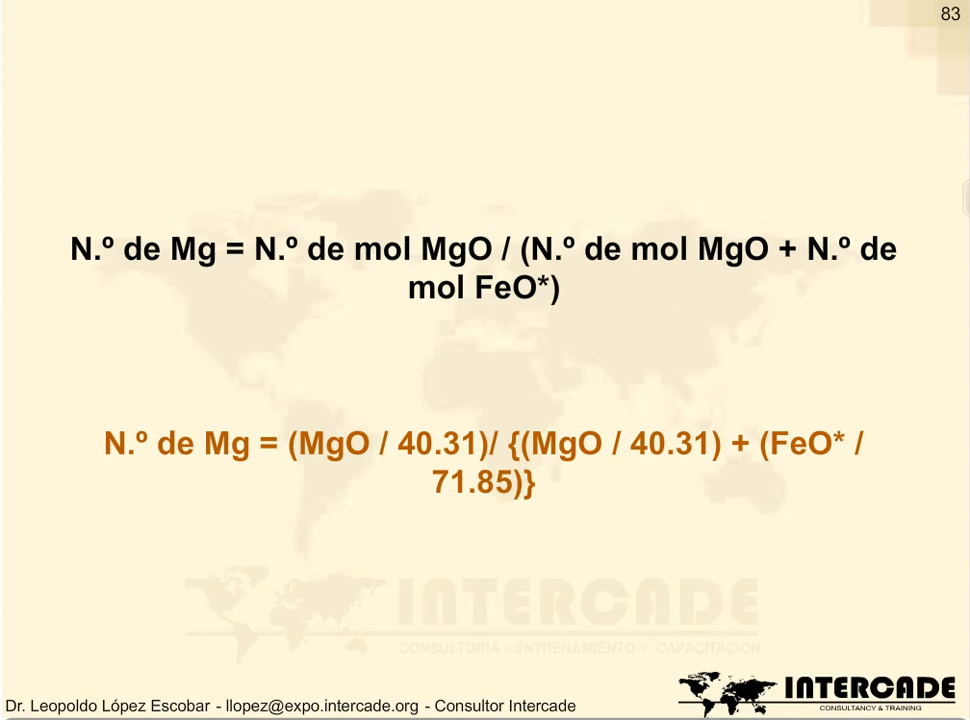 83
N.º de Mg = N.º de mol MgO / (N.º de mol MgO + N.º de
mol FeO*)
N.º de Mg = (MgO / 40.31)/ {(MgO / 40.31) + (FeO* /
71.85)}
INTERCADE
CONSULTORIA • ENTRENAMIENTO • CAPACITACIÓN
Dr. Leopoldo López Escobar - llopez@expo.intercade.org - Consultor Intercade
INTERCADE
CONSULTANCY & TRAINING